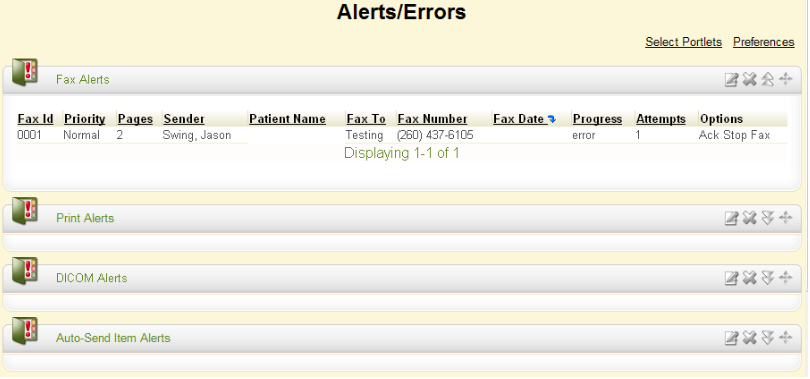 Alerts/Errors
Select Portlets Preferences
Fax Alerts
Fax Id Priority Pages Sender Patient Name Fax To Fax Number Fax Date Progress Attempts Options
0001 Normal 2 Swing, Jason Testing (260) 437-6105 error 1 Ack Stop Fax
Displaying 1-1 of 1
Print Alerts
DICOM Alerts
Auto-Send Item Alerts